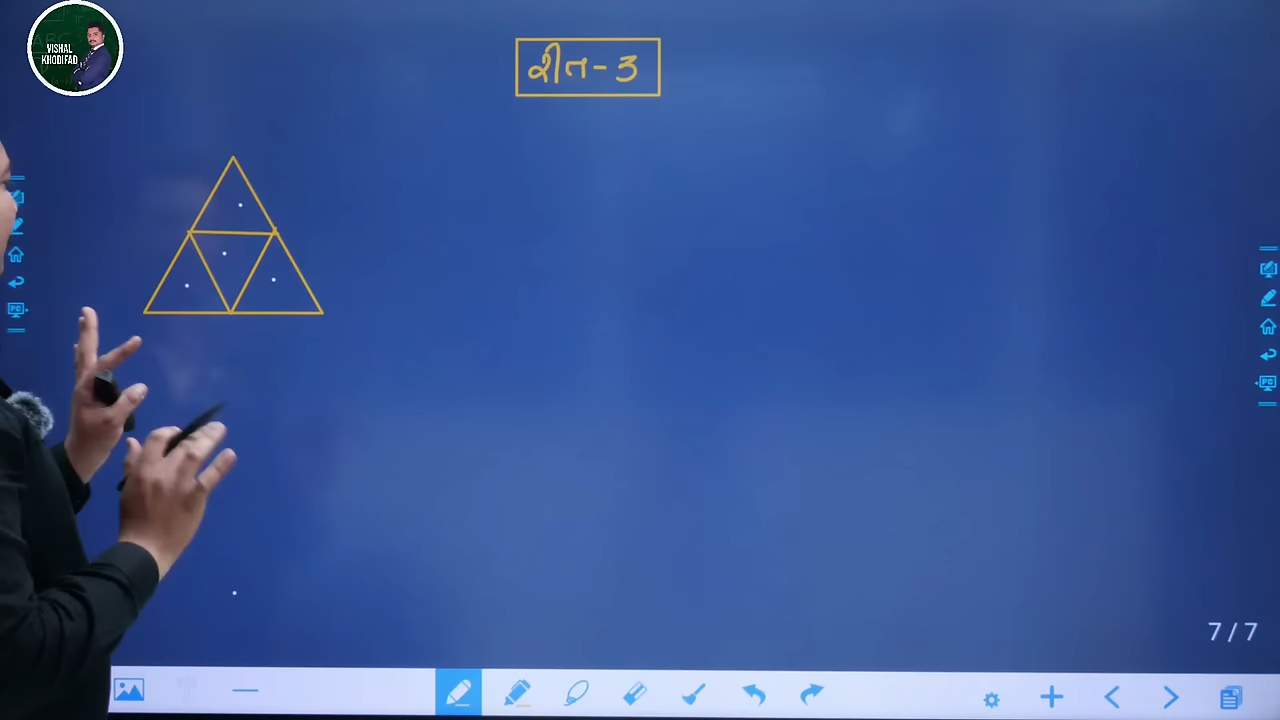 VISHAL
KHODIFAD
રીત - 3
7 / 7